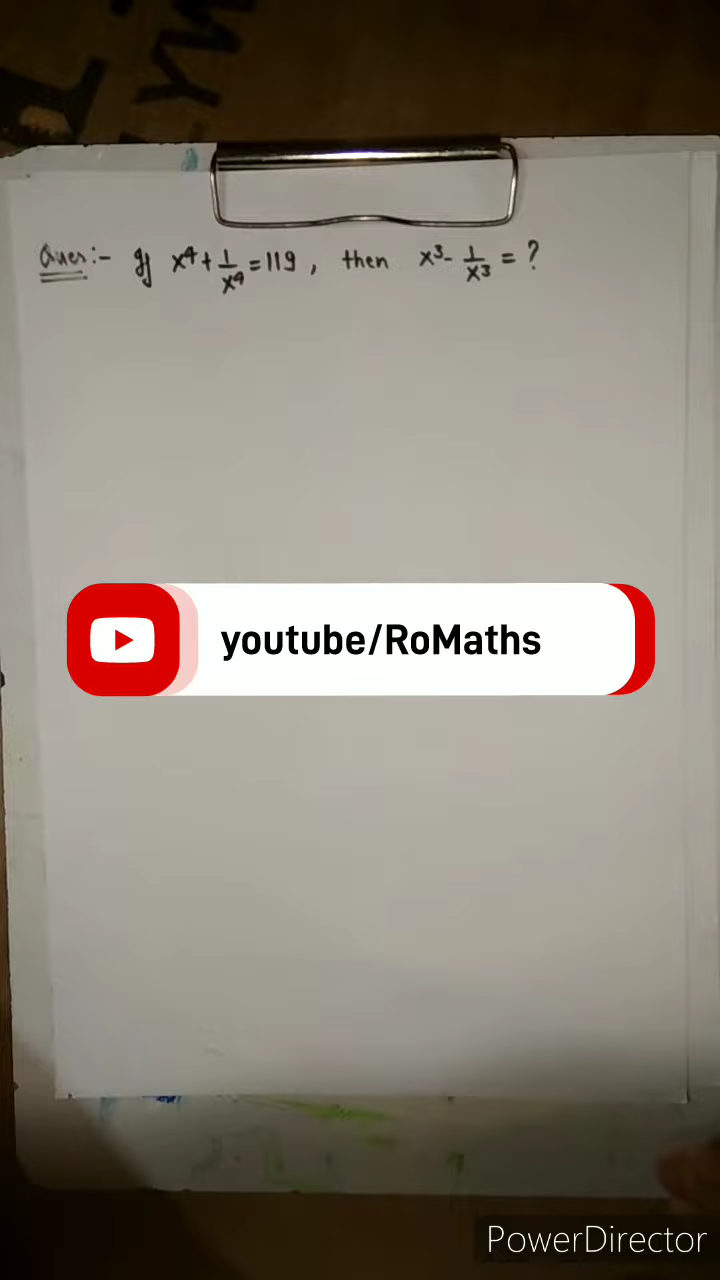 Ques:- If x⁴ + 1/x⁴ = 119, then x³ - 1/x³ = ?
youtube/RoMaths
PowerDirector